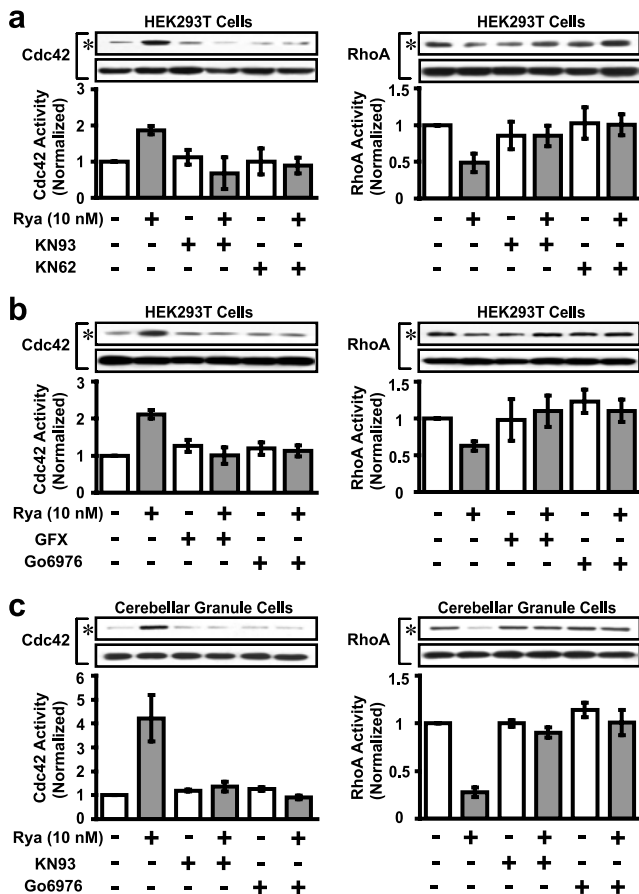 a
HEK293T Cells
Cdc42
*
3
2
1
0
Cdc42 Activity
(Normalized)
Rya (10 nM) - + - + - +
KN93 - - + + - -
KN62 - - - - + +
HEK293T Cells
RhoA
*
1.5
1
0.5
0
RhoA Activity
(Normalized)
- + - + - +
- - + + - -
- - - - + +
b
HEK293T Cells
Cdc42
*
3
2
1
0
Cdc42 Activity
(Normalized)
Rya (10 nM) - + - + - +
GFX - - + + - -
Go6976 - - - - + +
HEK293T Cells
RhoA
*
1.5
1
0.5
0
RhoA Activity
(Normalized)
- + - + - +
- - + + - -
- - - - + +
c
Cerebellar Granule Cells
Cdc42
*
6
5
4
3
2
1
0
Cdc42 Activity
(Normalized)
Rya (10 nM) - + - + - +
KN93 - - + + - -
Go6976 - - - - + +
Cerebellar Granule Cells
RhoA
*
1.5
1
0.5
0
RhoA Activity
(Normalized)
- + - + - +
- - + + - -
- - - - + +